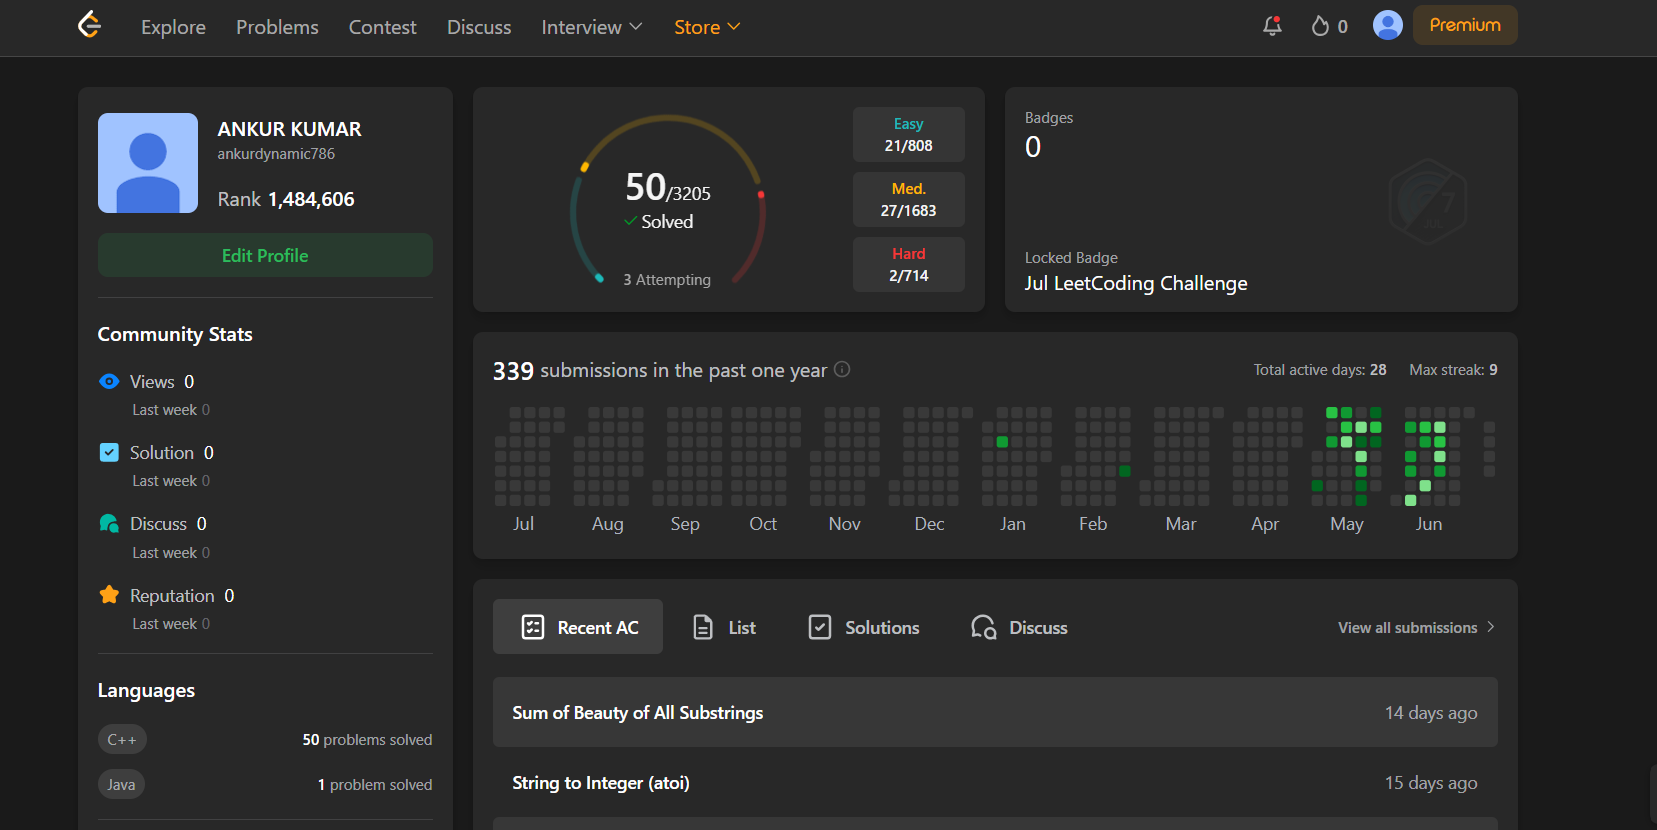 Explore Problems Contest Discuss Interview Store 0 Premium
ANKUR KUMAR
ankurdynamic786
Rank 1,484,606
Edit Profile
Community Stats
Views 0
Last week 0
Solution 0
Last week 0
Discuss 0
Last week 0
Reputation 0
Last week 0
Languages
C++ 50 problems solved
Java 1 problem solved
50/3205
Solved
3 Attempting
Easy
21/808
Med.
27/1683
Hard
2/714
Badges
0
Locked Badge
Jul LeetCoding Challenge
339 submissions in the past one year Total active days: 28 Max streak: 9
Jul Aug Sep Oct Nov Dec Jan Feb Mar Apr May Jun
Recent AC List Solutions Discuss View all submissions
Sum of Beauty of All Substrings 14 days ago
String to Integer (atoi) 15 days ago